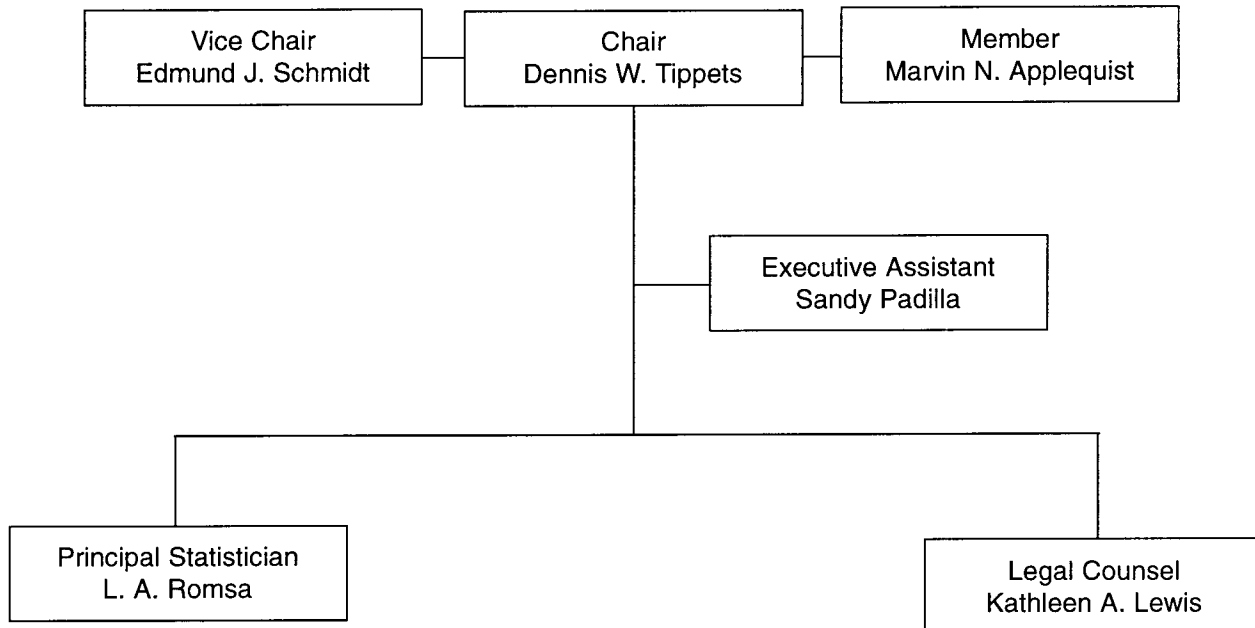 Vice Chair
Edmund J. Schmidt
Chair
Dennis W. Tippets
Member
Marvin N. Applequist
Executive Assistant
Sandy Padilla
Principal Statistician
L. A. Romsa
Legal Counsel
Kathleen A. Lewis